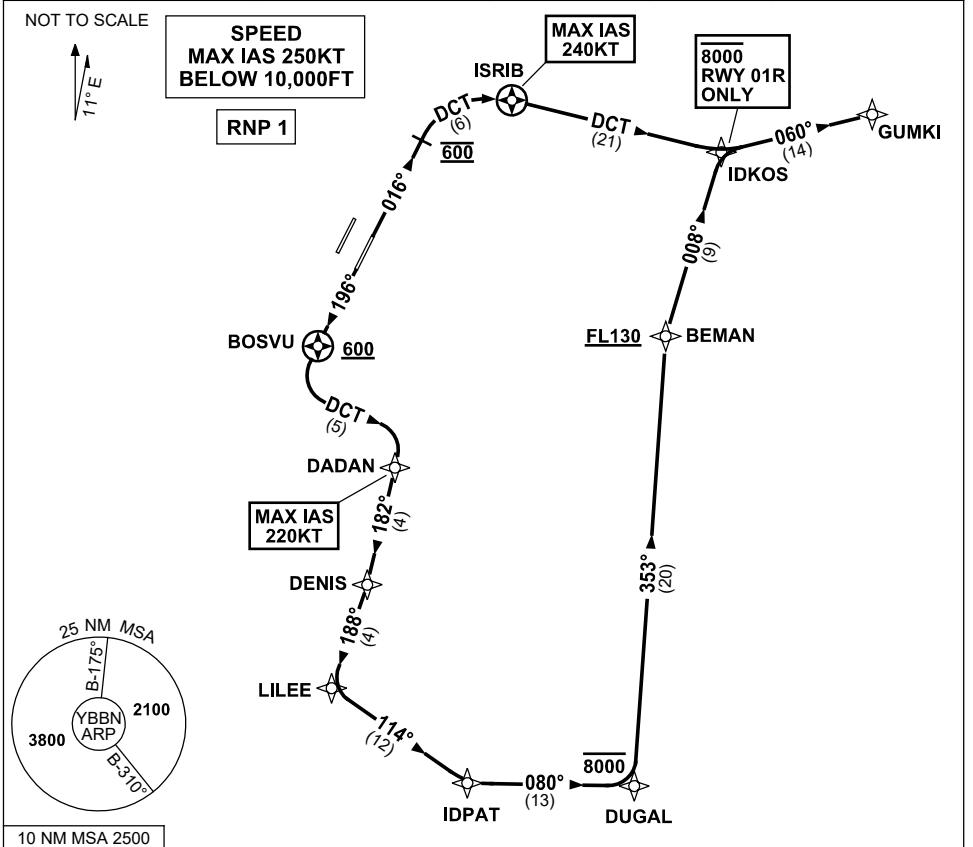 NOT TO SCALE
11° E
SPEED
MAX IAS 250KT
BELOW 10,000FT
RNP 1
MAX IAS
240KT
ISRIB
8000
RWY 01R
ONLY
GUMKI
DCT
(6)
600
DCT
(21)
060°
(14)
IDKOS
016°
008°
(9)
196°
BOSVU
600
FL130
BEMAN
DCT
(5)
DADAN
MAX IAS
220KT
182°
(4)
353°
(20)
DENIS
188°
(4)
LILEE
114°
(12)
8000
080°
(13)
IDPAT
DUGAL
25 NM MSA
B-175°
YBBN
ARP
2100
3800
B-310°
10 NM MSA 2500